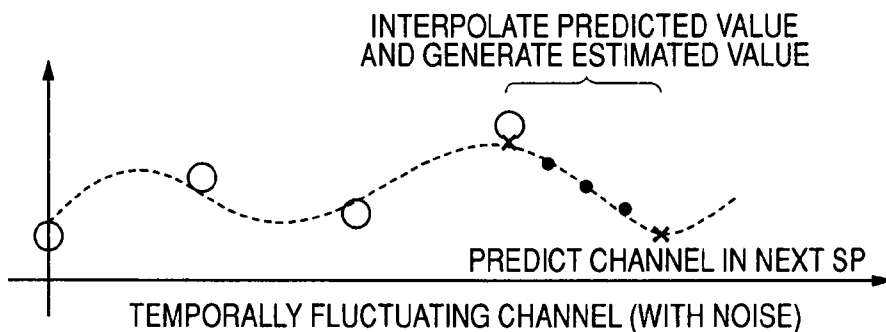 INTERPOLATE PREDICTED VALUE
AND GENERATE ESTIMATED VALUE
PREDICT CHANNEL IN NEXT SP
TEMPORALLY FLUCTUATING CHANNEL (WITH NOISE)